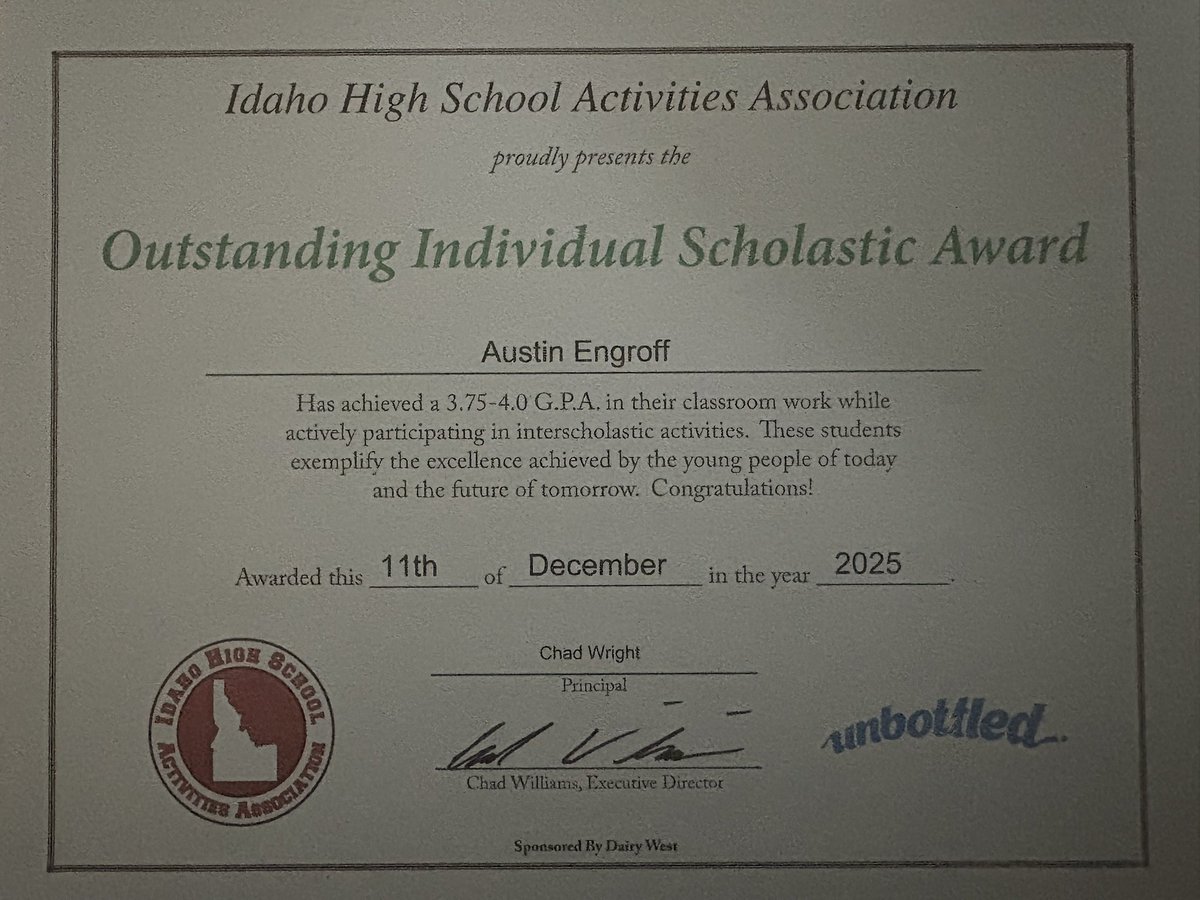 Idaho High School Activities Association
proudly presents the
Outstanding Individual Scholastic Award
Austin Engroff
Has achieved a 3.75-4.0 G.P.A. in their classroom work while
actively participating in interscholastic activities. These students
exemplify the excellence achieved by the young people of today
and the future of tomorrow. Congratulations!
Awarded this 11th of December in the year 2025.
Chad Wright
Principal
IDAHO HIGH SCHOOL
ACTIVITIES ASSOCIATION
unbottled.
Chad Williams, Executive Director
Sponsored By Dairy West